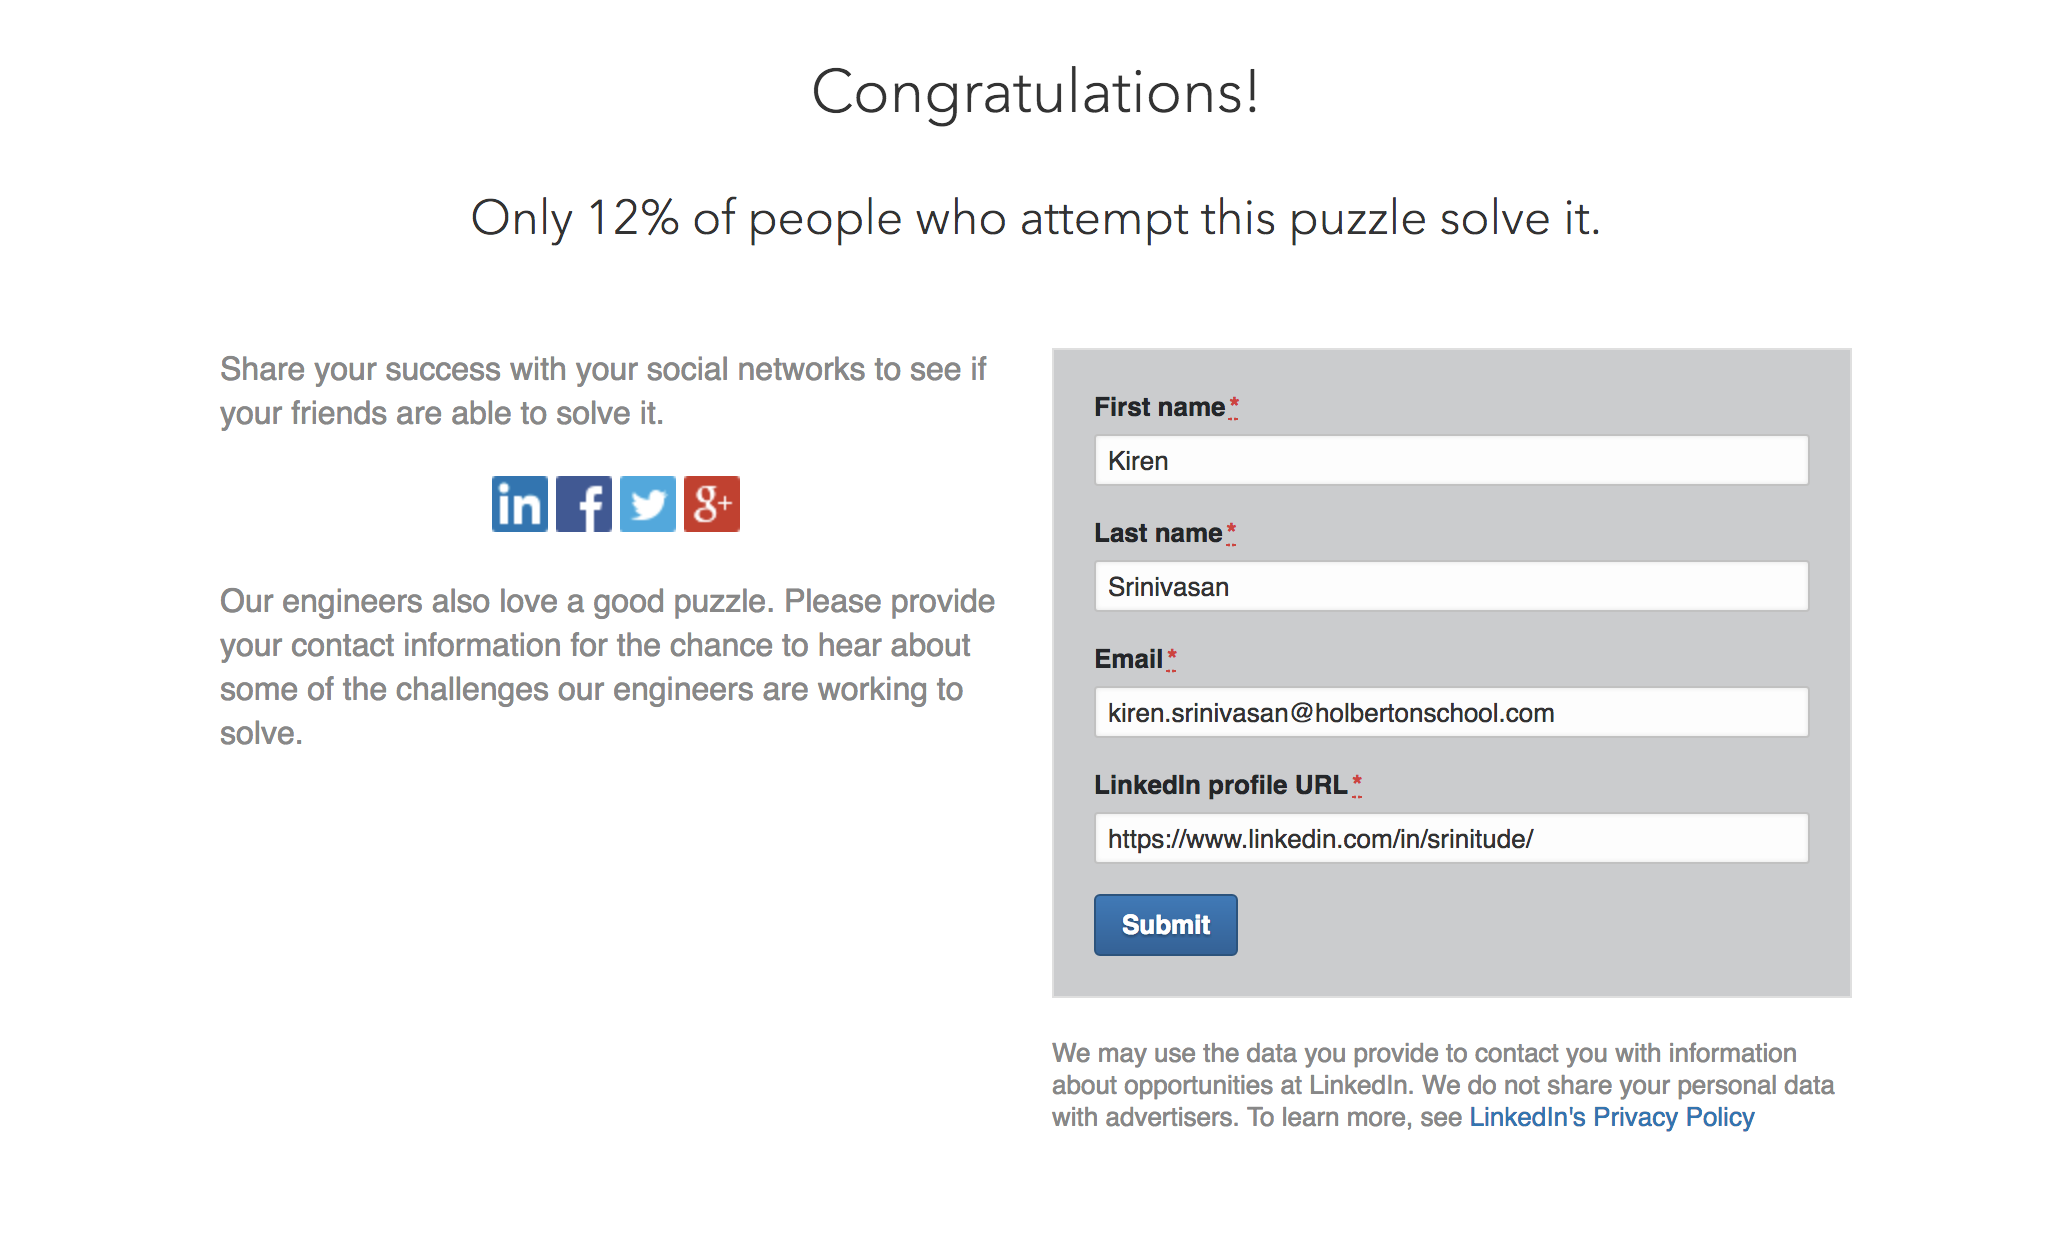 Congratulations!
Only 12% of people who attempt this puzzle solve it.
Share your success with your social networks to see if
your friends are able to solve it.
in f g+
Our engineers also love a good puzzle. Please provide
your contact information for the chance to hear about
some of the challenges our engineers are working to
solve.
First name*
Kiren
Last name*
Srinivasan
Email*
kiren.srinivasan@holbertonschool.com
LinkedIn profile URL*
https://www.linkedin.com/in/srinitude/
Submit
We may use the data you provide to contact you with information
about opportunities at LinkedIn. We do not share your personal data
with advertisers. To learn more, see LinkedIn's Privacy Policy